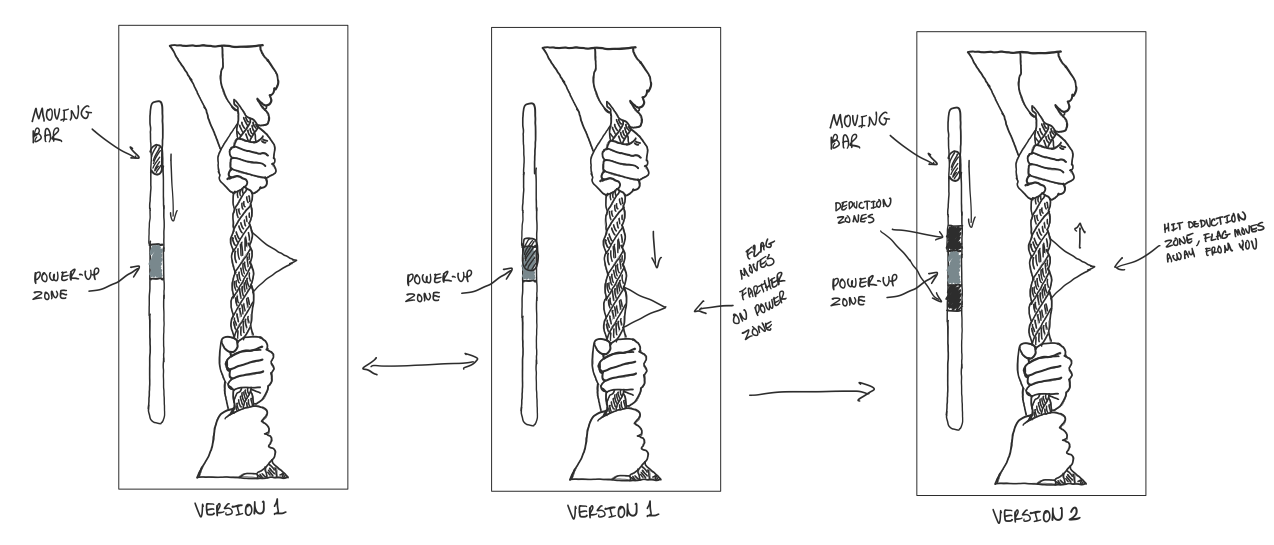 MOVING
BAR
POWER-UP
ZONE
VERSION 1
POWER-UP
ZONE
FLAG
MOVES
FARTHER
ON POWER
ZONE
VERSION 1
MOVING
BAR
DEDUCTION
ZONES
POWER-UP
ZONE
HIT DEDUCTION
ZONE, FLAG MOVES
AWAY FROM YOU
VERSION 2